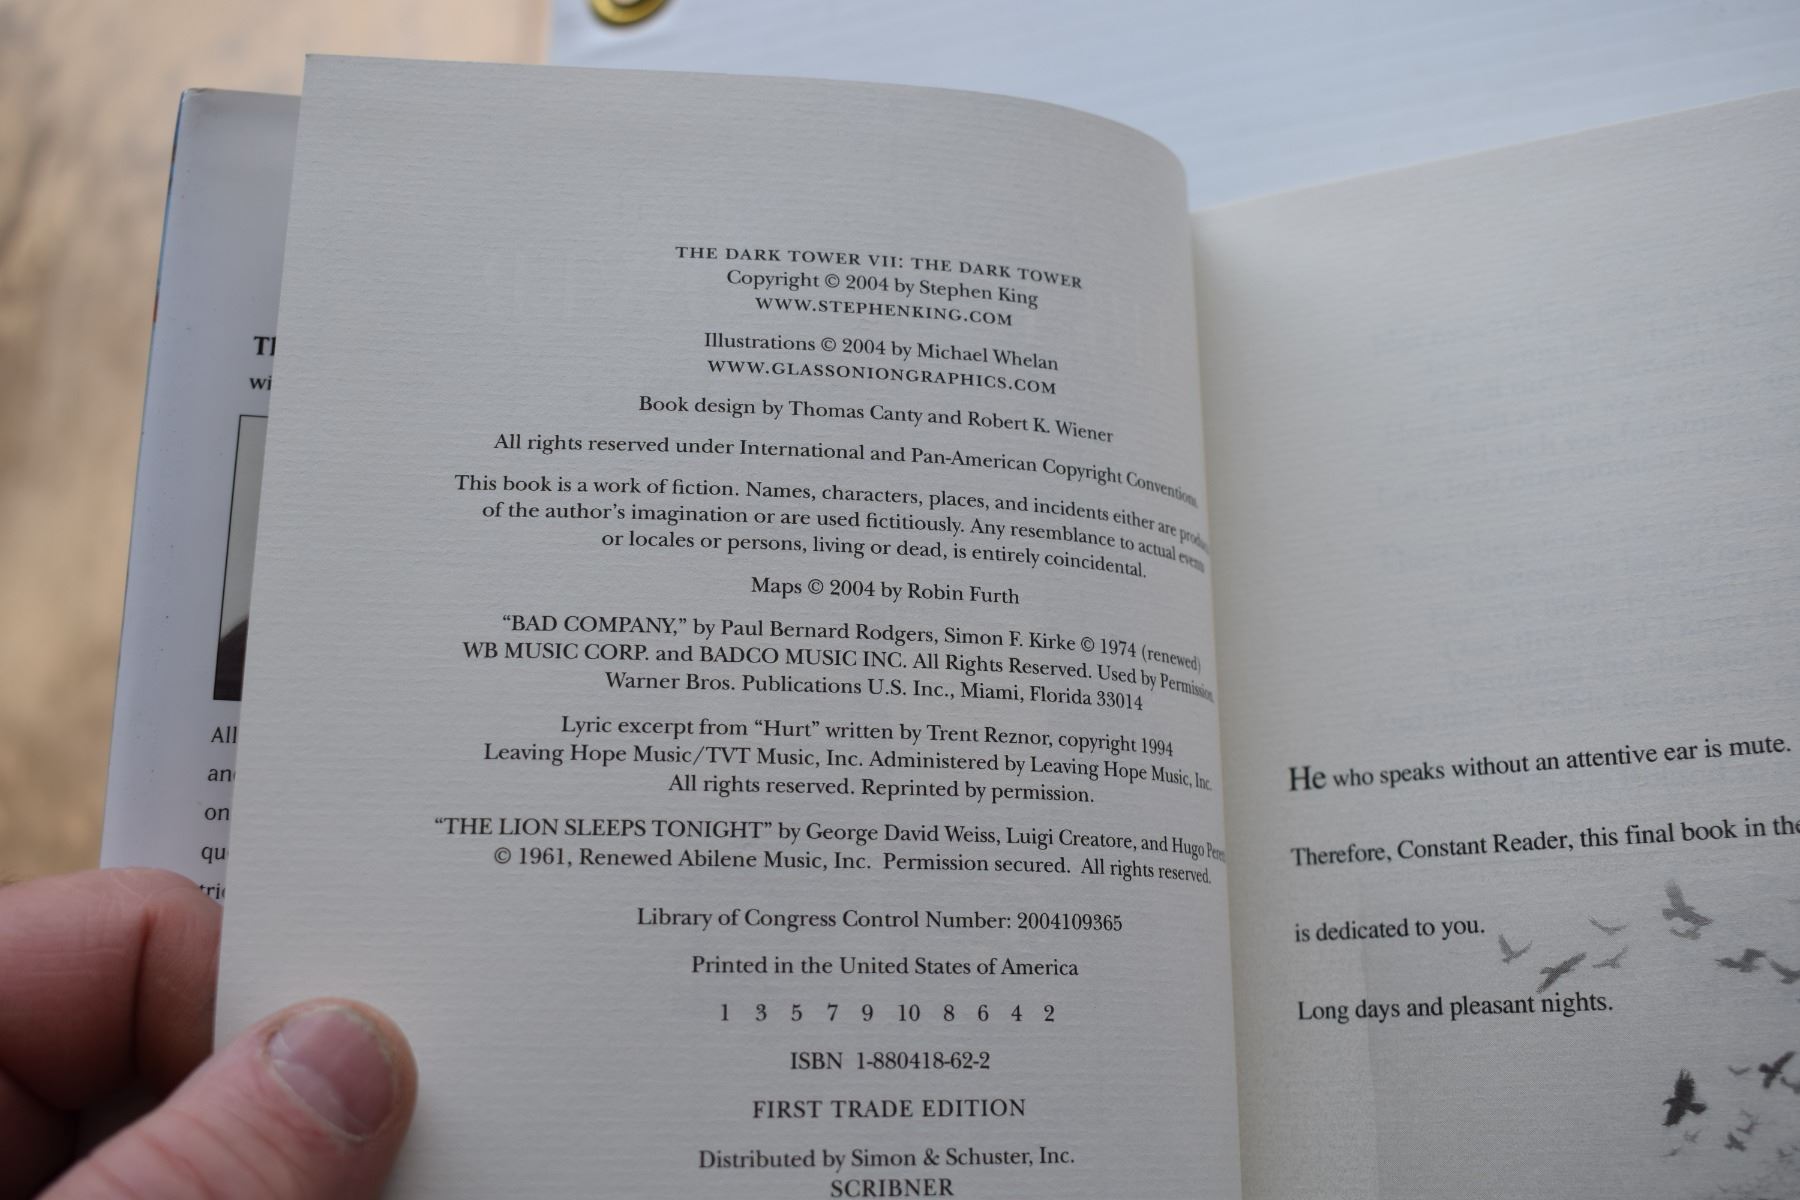 THE DARK TOWER VII: THE DARK TOWER
Copyright © 2004 by Stephen King
WWW.STEPHENKING.COM
Illustrations © 2004 by Michael Whelan
WWW.GLASSONIONGRAPHICS.COM
Book design by Thomas Canty and Robert K. Wiener
All rights reserved under International and Pan-American Copyright Conventions.
This book is a work of fiction. Names, characters, places, and incidents either are
of the author's imagination or are used fictitiously. Any resemblance to actual events
or locales or persons, living or dead, is entirely coincidental.
Maps © 2004 by Robin Furth
“BAD COMPANY,” by Paul Bernard Rodgers, Simon F. Kirke © 1974 (renewed)
WB MUSIC CORP. and BADCO MUSIC INC. All Rights Reserved. Used by Permission.
Warner Bros. Publications U.S. Inc., Miami, Florida 33014
Lyric excerpt from “Hurt” written by Trent Reznor, copyright 1994
Leaving Hope Music/TVT Music, Inc. Administered by Leaving Hope Music, Inc.
All rights reserved. Reprinted by permission.
“THE LION SLEEPS TONIGHT” by George David Weiss, Luigi Creatore, and Hugo
© 1961, Renewed Abilene Music, Inc. Permission secured. All rights reserved.
Library of Congress Control Number: 2004109365
Printed in the United States of America
1 3 5 7 9 10 8 6 4 2
ISBN 1-880418-62-2
FIRST TRADE EDITION
Distributed by Simon & Schuster, Inc.
SCRIBNER
He who speaks without an attentive ear is mute.
Therefore, Constant Reader, this final book in the
is dedicated to you.
Long days and pleasant nights.